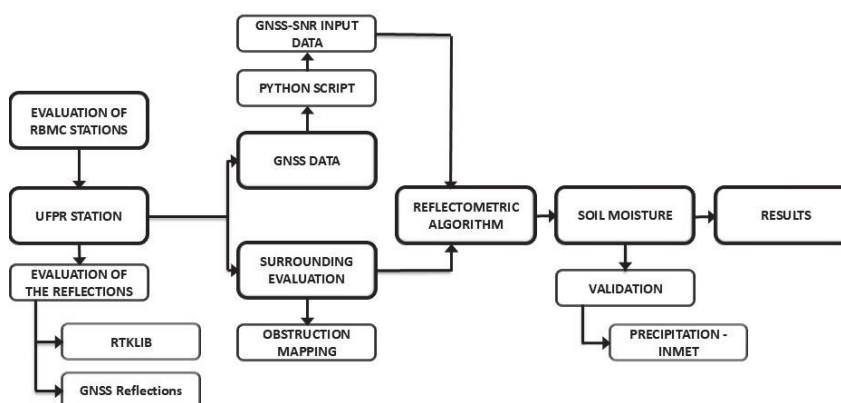 GNSS-SNR INPUT
DATA
PYTHON SCRIPT
EVALUATION OF
RBMC STATIONS
GNSS DATA
UFPR STATION
REFLECTOMETRIC
ALGORITHM
SOIL MOISTURE
RESULTS
SURROUNDING
EVALUATION
EVALUATION OF
THE REFLECTIONS
VALIDATION
RTKLIB
OBSTRUCTION
MAPPING
PRECIPITATION -
INMET
GNSS Reflections